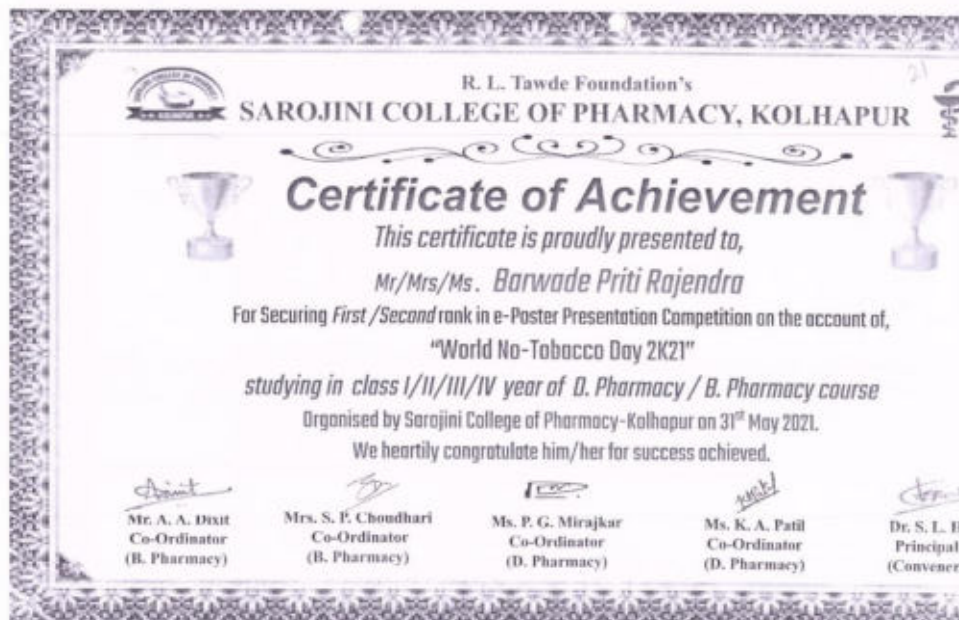 R. L. Tawde Foundation's
SAROJINI COLLEGE OF PHARMACY, KOLHAPUR
21
Certificate of Achievement
This certificate is proudly presented to,
Mr/Mrs/Ms. Barwade Priti Rajendra
For Securing First /Second rank in e-Poster Presentation Competition on the account of,
"World No-Tobacco Day 2K21"
studying in class I/II/III/IV year of D. Pharmacy / B. Pharmacy course
Organised by Sarojini College of Pharmacy-Kolhapur on 31st May 2021.
We heartily congratulate him/her for success achieved.
Mr. A. A. Dixit
Co-Ordinator
(B. Pharmacy)
Mrs. S. P. Choudhari
Co-Ordinator
(B. Pharmacy)
Ms. P. G. Mirajkar
Co-Ordinator
(D. Pharmacy)
Ms. K. A. Patil
Co-Ordinator
(D. Pharmacy)
Dr. S. L.
Principal
(Convener